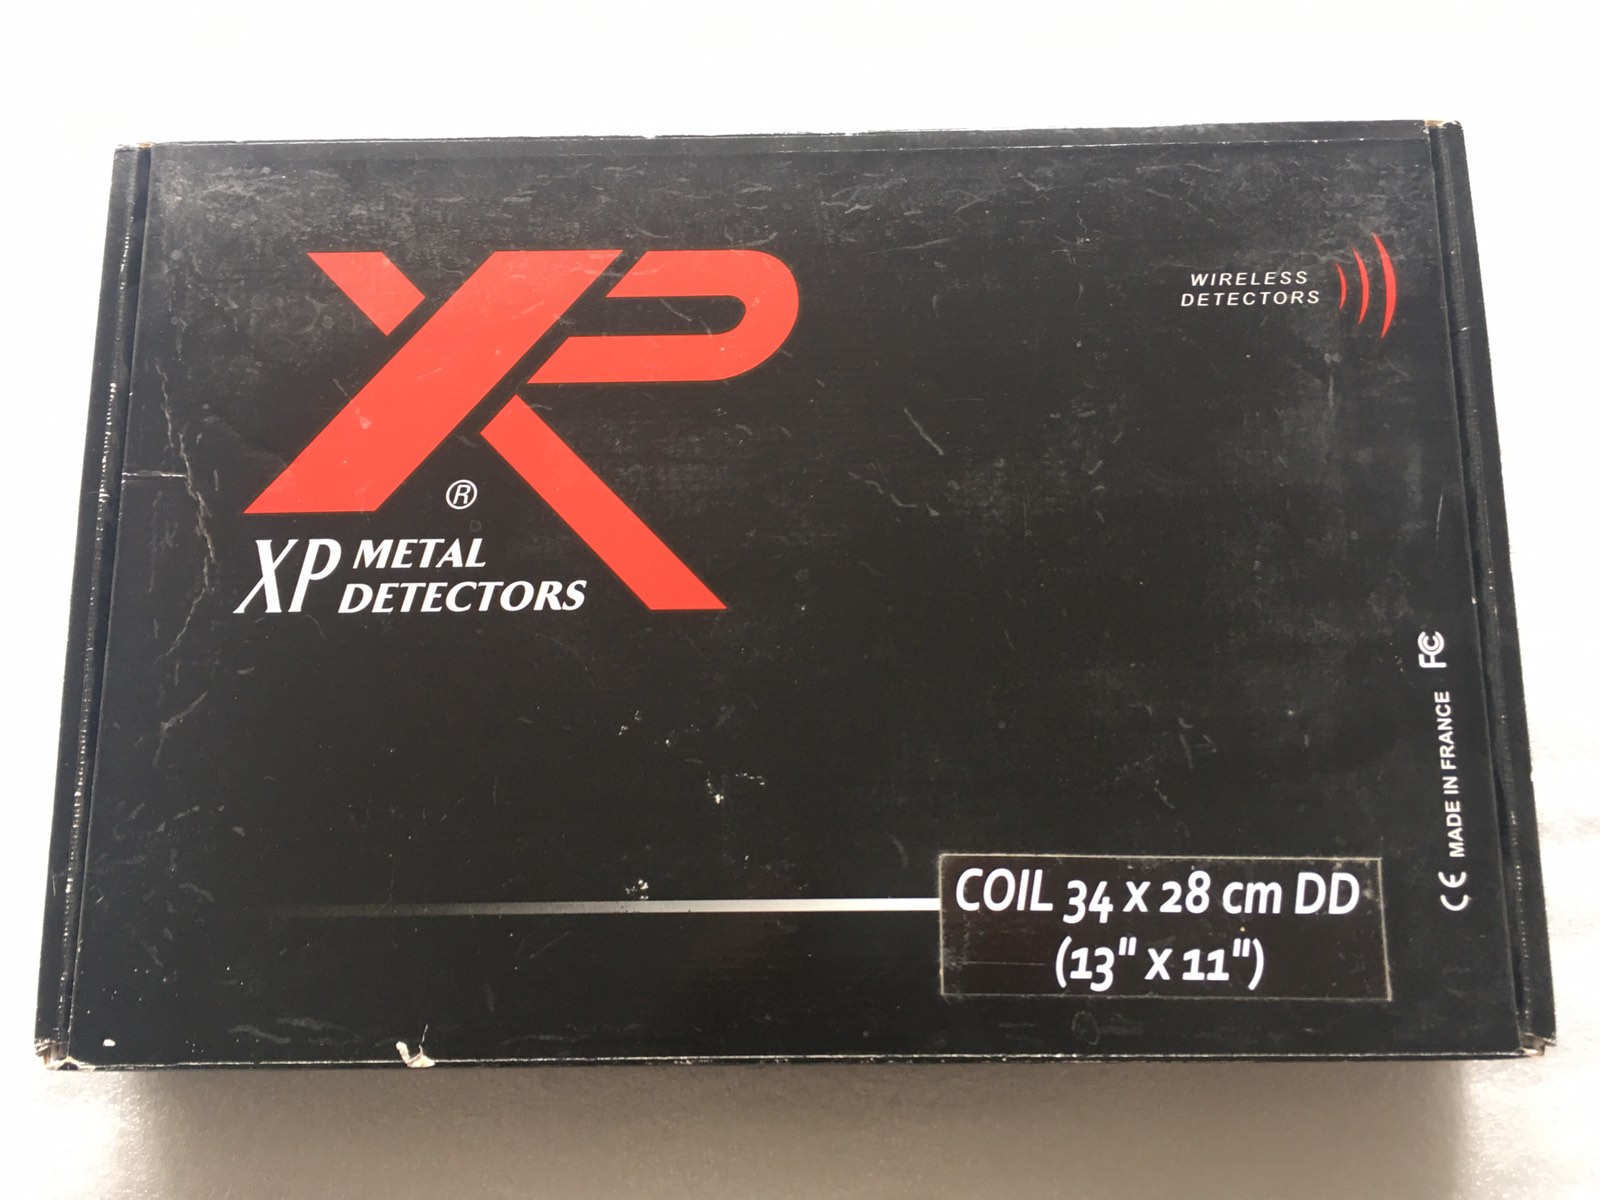 XP
®
XP METAL
DETECTORS
WIRELESS
DETECTORS
COIL 34 x 28 cm DD
(13" x 11")
CE MADE IN FRANCE FC